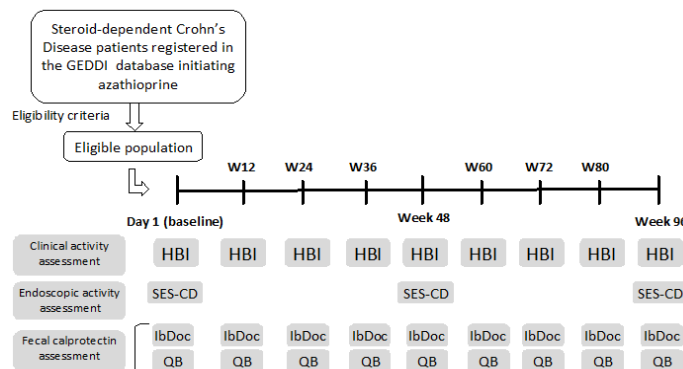 Steroid-dependent Crohn's
Disease patients registered in
the GEDDI database initiating
azathioprine
Eligibility criteria
Eligible population
W12 W24 W36 W60 W72 W80
Day 1 (baseline) Week 48 Week 96
Clinical activity
assessment
HBI HBI HBI HBI HBI HBI HBI HBI HBI
Endoscopic activity
assessment
SES-CD SES-CD SES-CD
Fecal calprotectin
assessment
IbDoc IbDoc IbDoc IbDoc IbDoc IbDoc IbDoc IbDoc IbDoc
QB QB QB QB QB QB QB QB QB